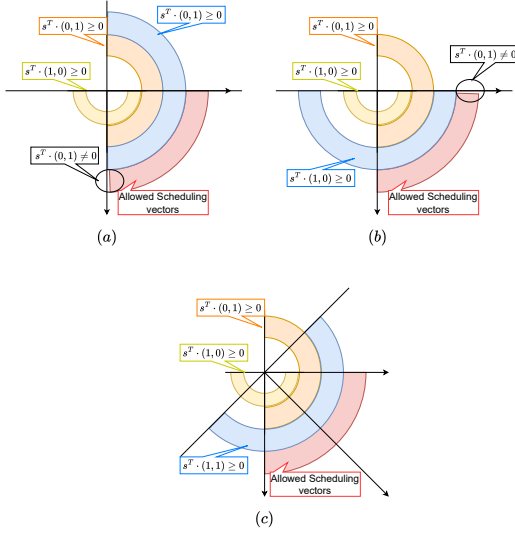 s^T · (0, 1) ≥ 0
s^T · (0, 1) ≥ 0
s^T · (1, 0) ≥ 0
s^T · (0, 1) ≠ 0
Allowed Scheduling
vectors
(a)
s^T · (0, 1) ≠ 0
s^T · (0, 1) ≥ 0
s^T · (1, 0) ≥ 0
s^T · (1, 0) ≥ 0
Allowed Scheduling
vectors
(b)
s^T · (0, 1) ≥ 0
s^T · (1, 0) ≥ 0
s^T · (1, 1) ≥ 0
Allowed Scheduling
vectors
(c)